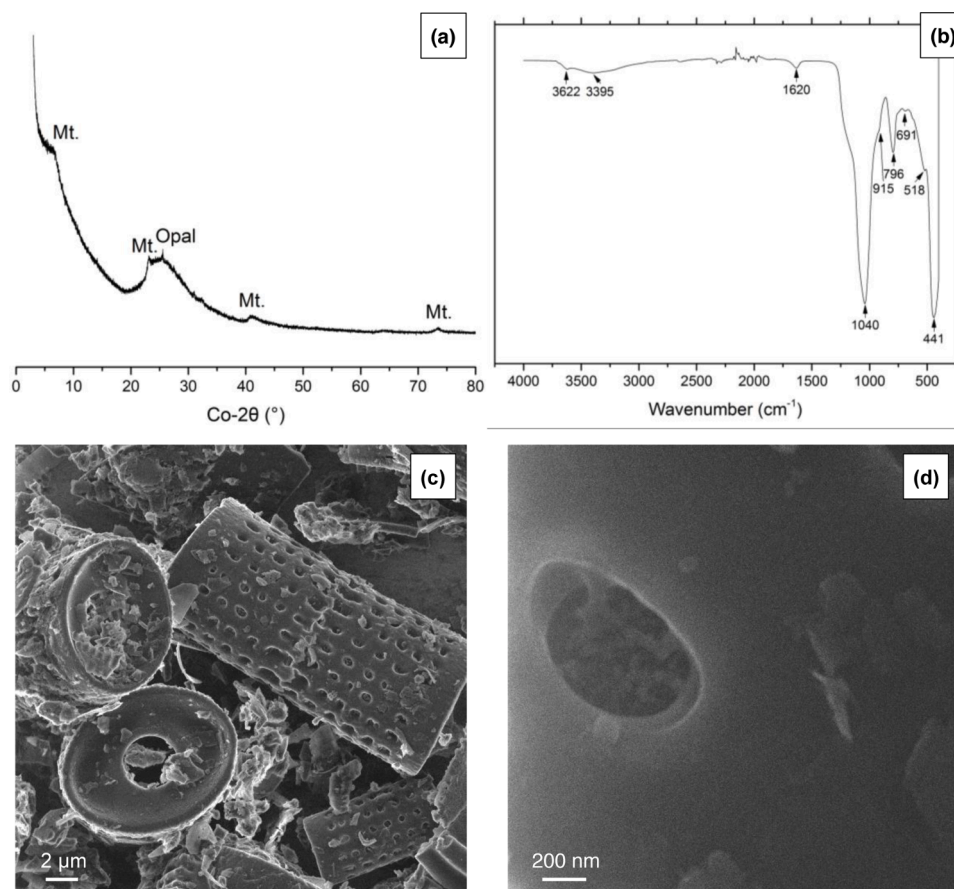 (a)
Mt.
Mt.
Opal
Mt.
Mt.
0 10 20 30 40 50 60 70 80
Co-2θ (°)
(b)
3622
3395
1620
691
796
915
518
1040
441
4000 3500 3000 2500 2000 1500 1000 500
Wavenumber (cm⁻¹)
(c)
2 μm
(d)
200 nm